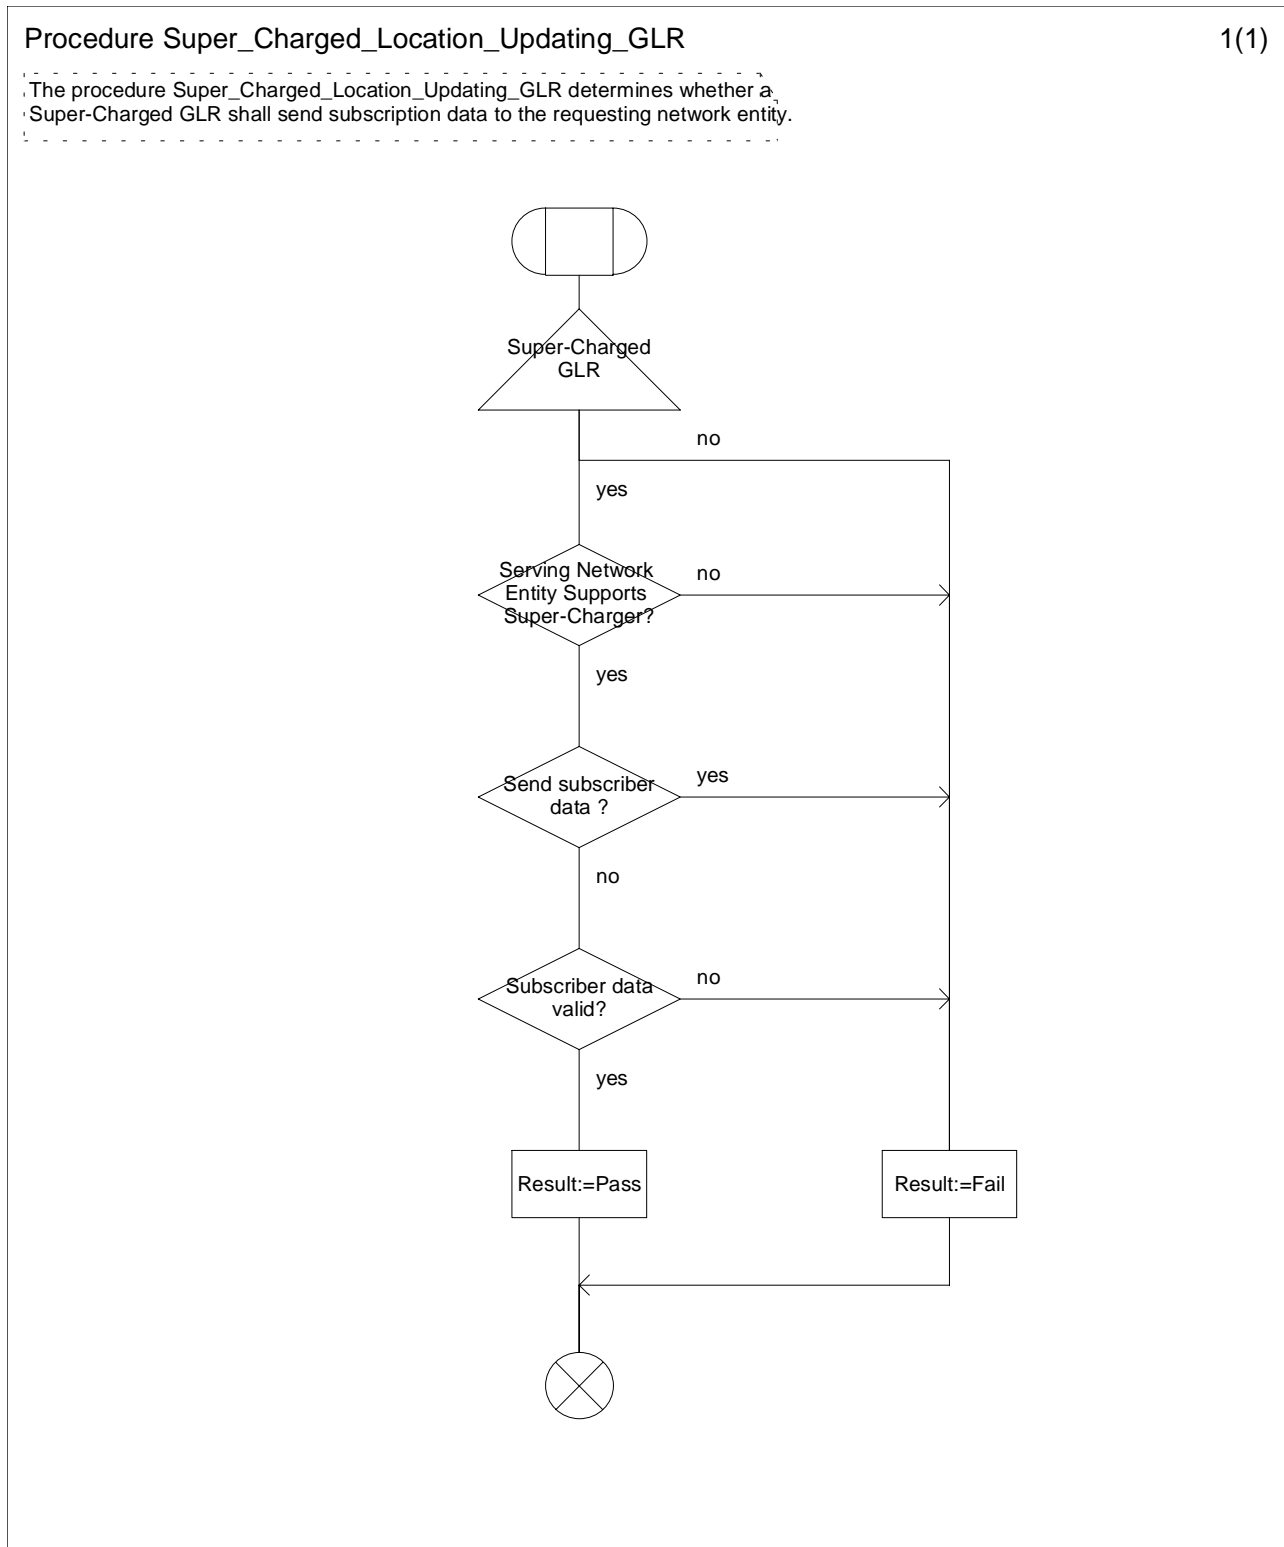 Procedure Super_Charged_Location_Updating_GLR
1(1)
The procedure Super_Charged_Location_Updating_GLR determines whether a
Super-Charged GLR shall send subscription data to the requesting network entity.
Super-Charged
GLR
no
yes
Serving Network
Entity Supports
Super-Charger?
no
yes
Send subscriber
data ?
yes
no
Subscriber data
valid?
no
yes
Result:=Pass
Result:=Fail